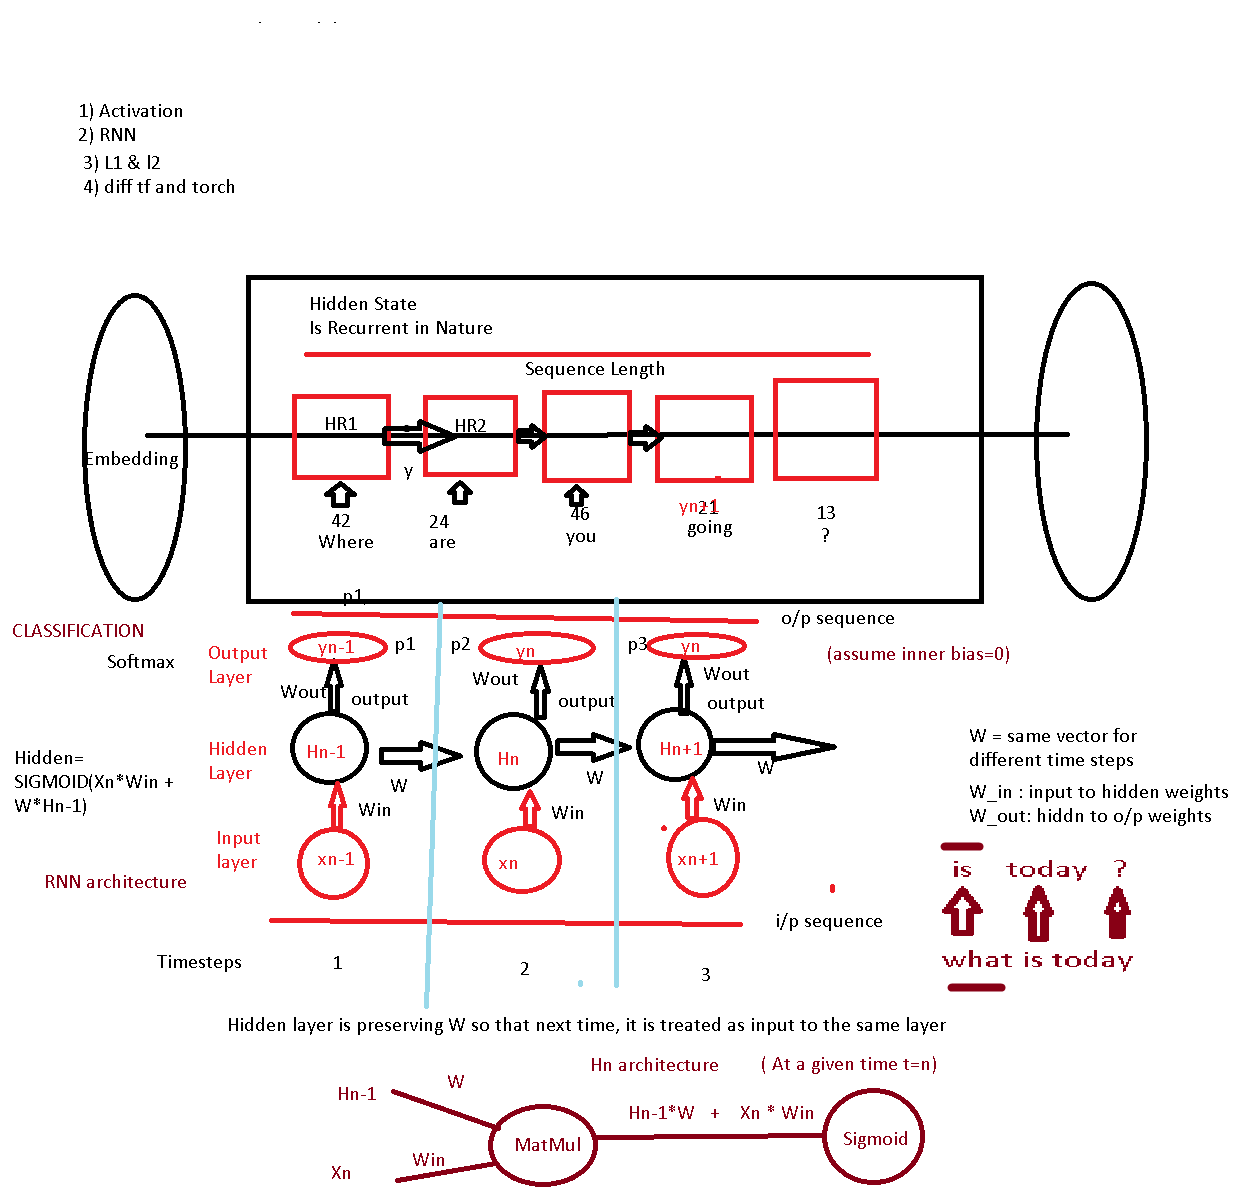 1) Activation
2) RNN
3) L1 & l2
4) diff tf and torch
Hidden State
Is Recurrent in Nature
Sequence Length
HR1
HR2
Embedding
y
42
Where
24
are
46
you
yn+1
21
going
13
?
p1,
o/p sequence
CLASSIFICATION
Softmax
Output
Layer
yn-1
p1
p2
yn
p3
yn
(assume inner bias=0)
Wout
output
Wout
output
Wout
output
Hidden=
SIGMOID(Xn*Win +
W*Hn-1)
Hidden
Layer
Hn-1
W
Hn
W
Hn+1
W
W = same vector for
different time steps
W_in : input to hidden weights
W_out: hiddn to o/p weights
Win
Win
Win
Input
layer
xn-1
xn
xn+1
RNN architecture
i/p sequence
is today ?
what is today
Timesteps
1
2
3
Hidden layer is preserving W so that next time, it is treated as input to the same layer
Hn architecture
( At a given time t=n)
Hn-1
W
Hn-1*W + Xn * Win
MatMul
Sigmoid
Xn
Win